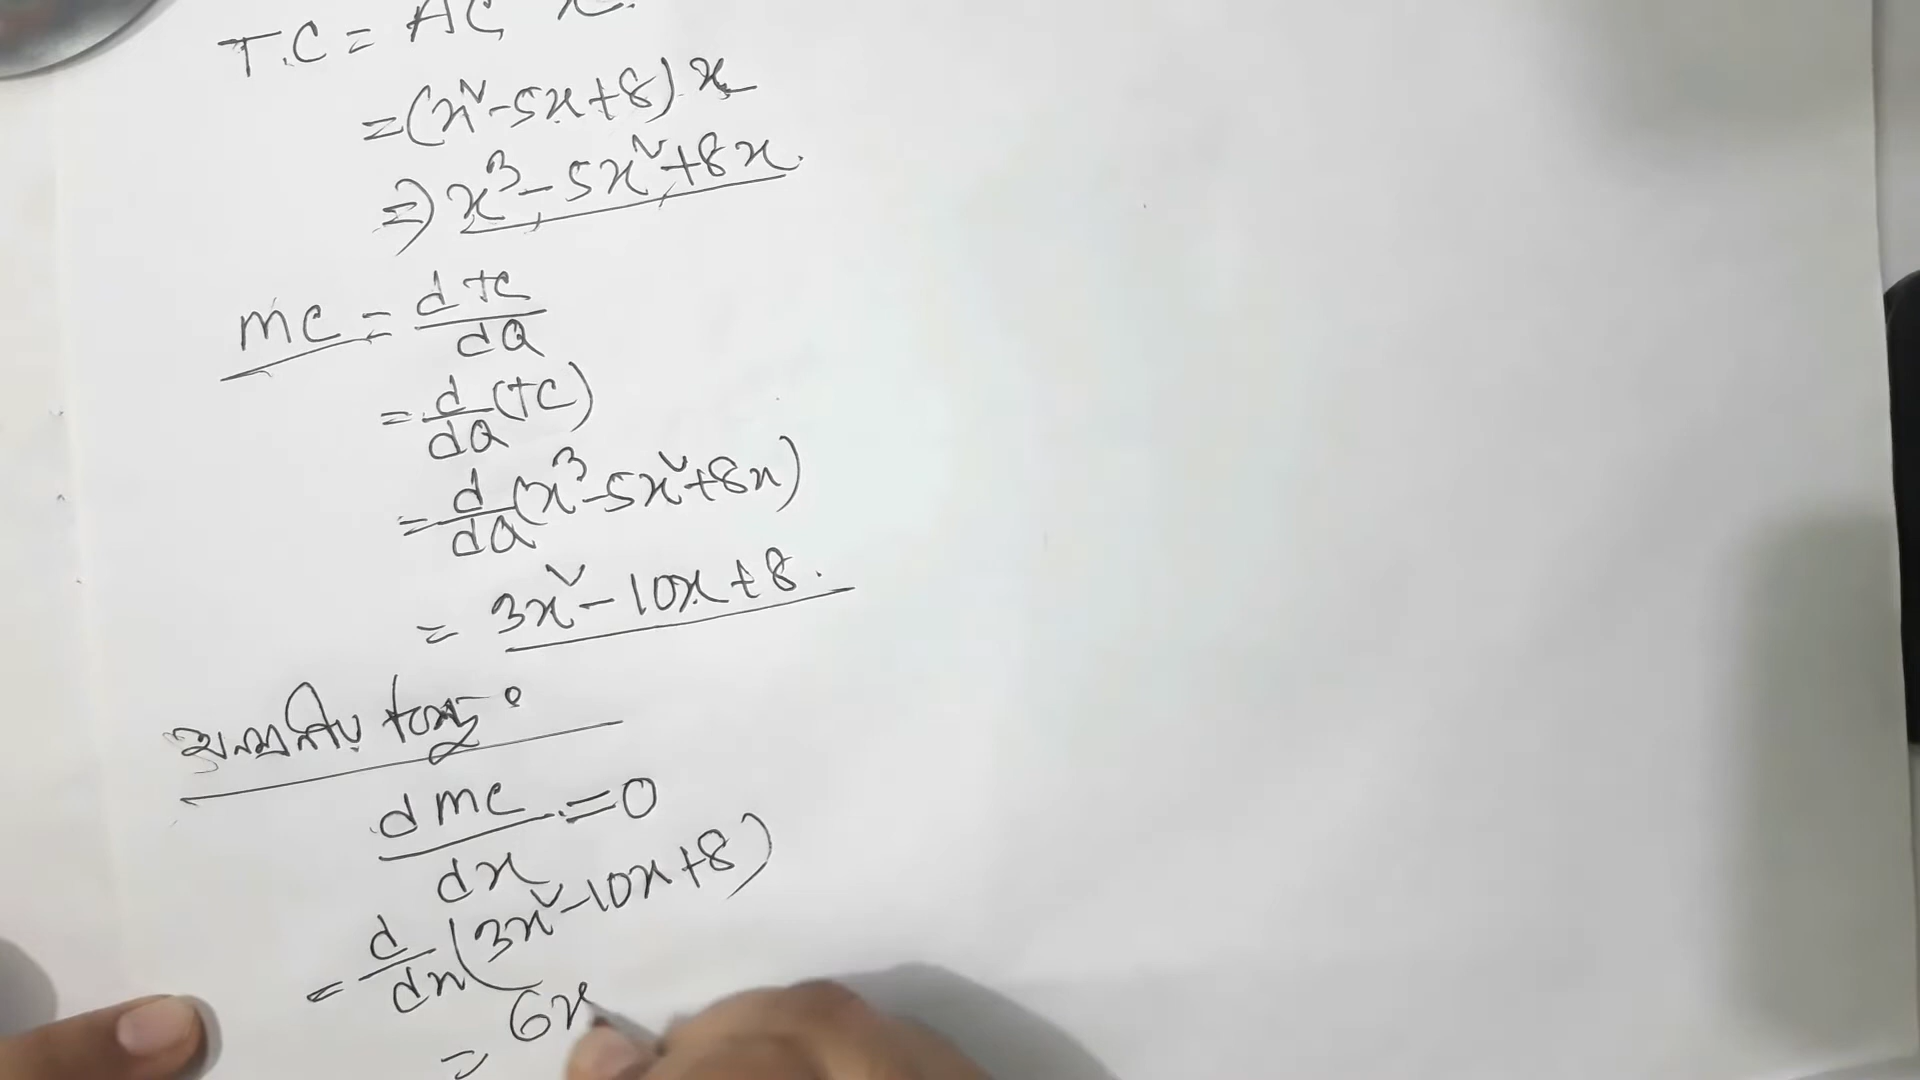 T.C = AC x
= (x² - 5x + 8) x
⇒ x³ - 5x² + 8x.
MC = dTC/dQ
= d/dQ (TC)
= d/dQ (x³ - 5x² + 8x)
= 3x² - 10x + 8.
dMC/dx = 0
= d/dx (3x² - 10x + 8)
= 6x